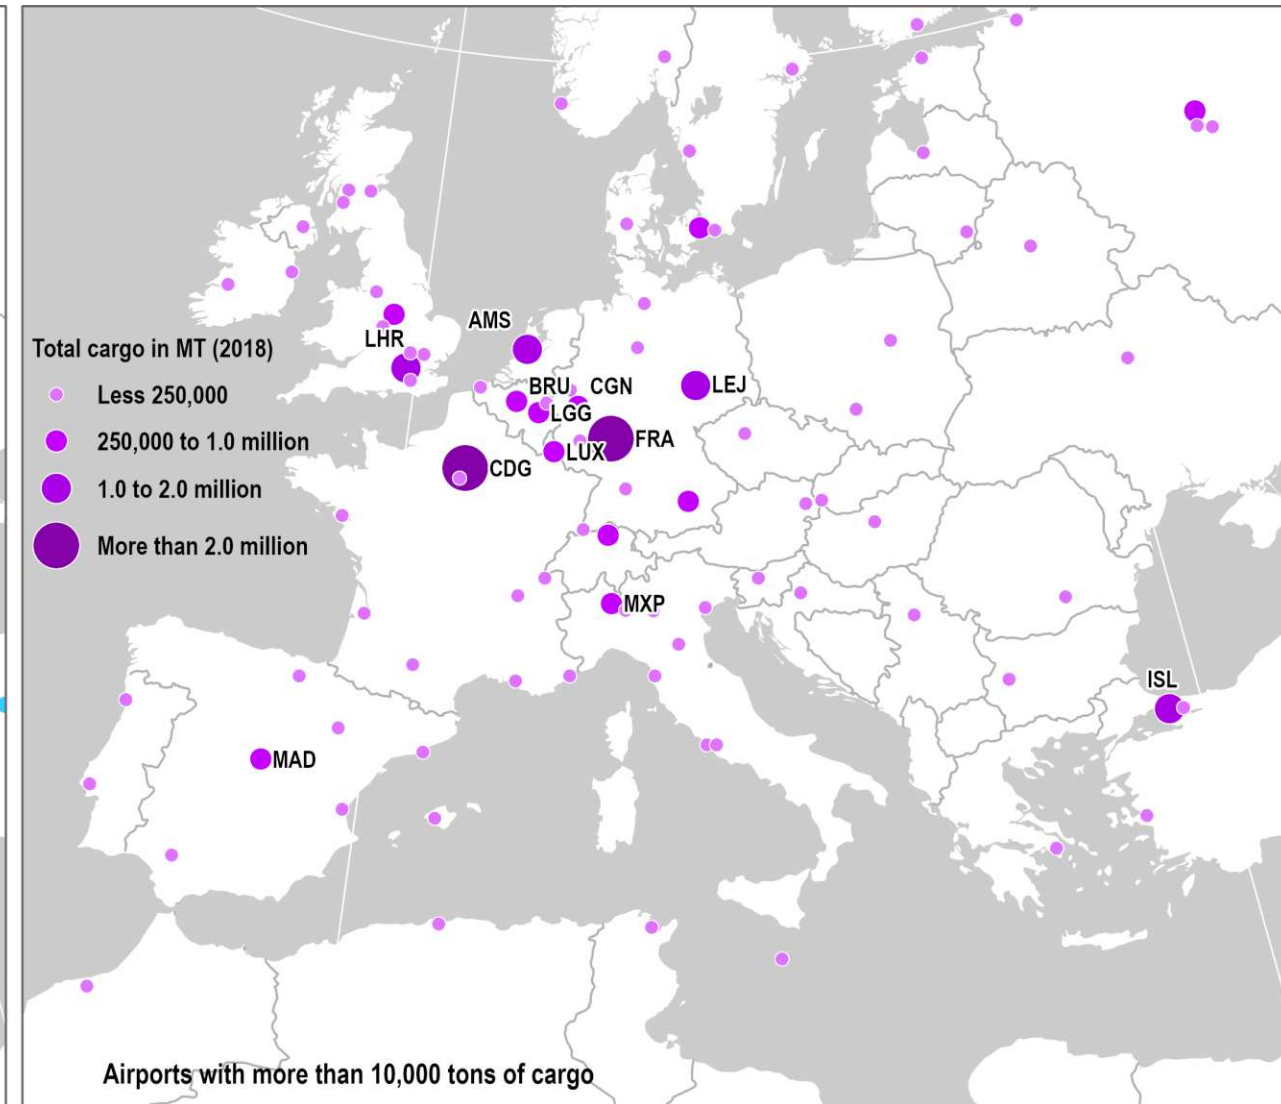 AMS
Total cargo in MT (2018)
LHR
Less 250,000
BRU
CGN
LEJ
LGG
250,000 to 1.0 million
FRA
LUX
CDG
1.0 to 2.0 million
More than 2.0 million
MXP
ISL
MAD
Airports with more than 10,000 tons of cargo